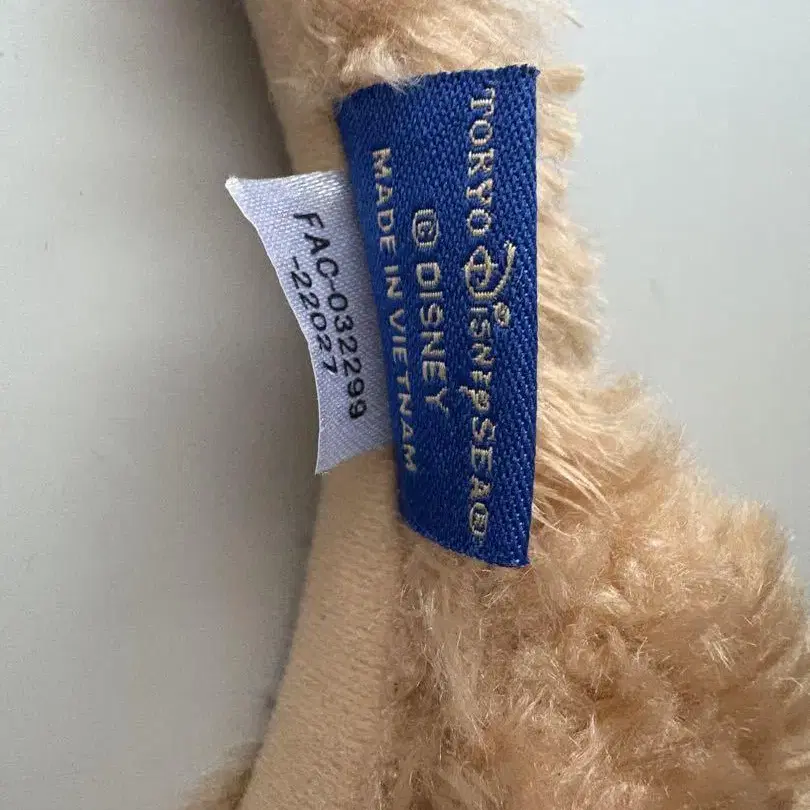 TOKYO DISNEYSEA®
© DISNEY
MADE IN VIETNAM
FAC-032299
-22027